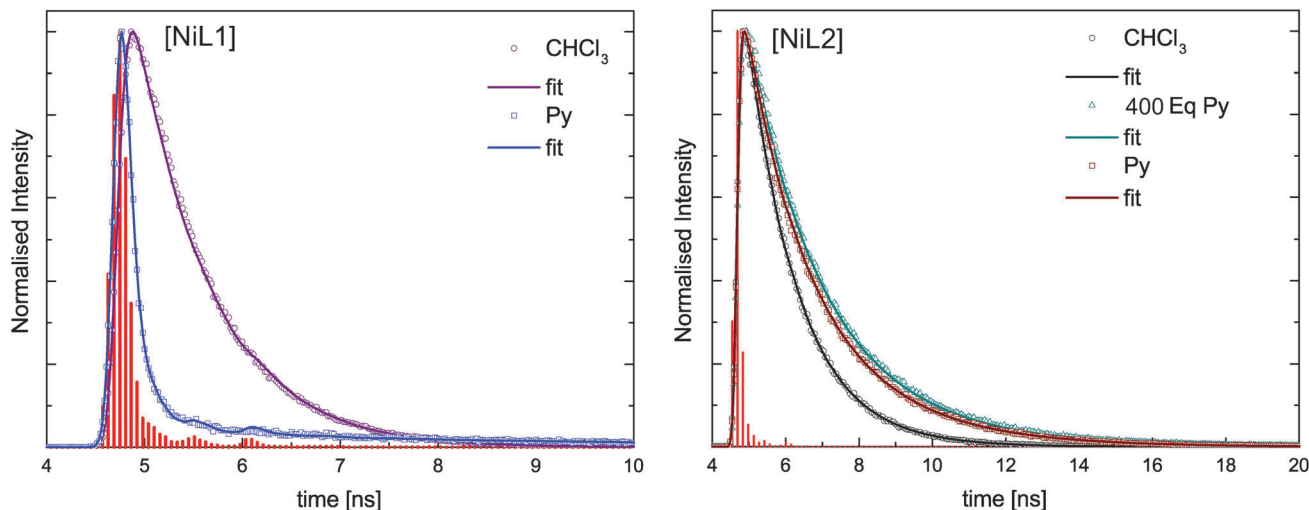 [NiL1]
CHCl3
fit
Py
fit
Normalised Intensity
4 5 6 7 8 9 10
time [ns]
[NiL2]
CHCl3
fit
400 Eq Py
fit
Py
fit
Normalised Intensity
4 6 8 10 12 14 16 18 20
time [ns]